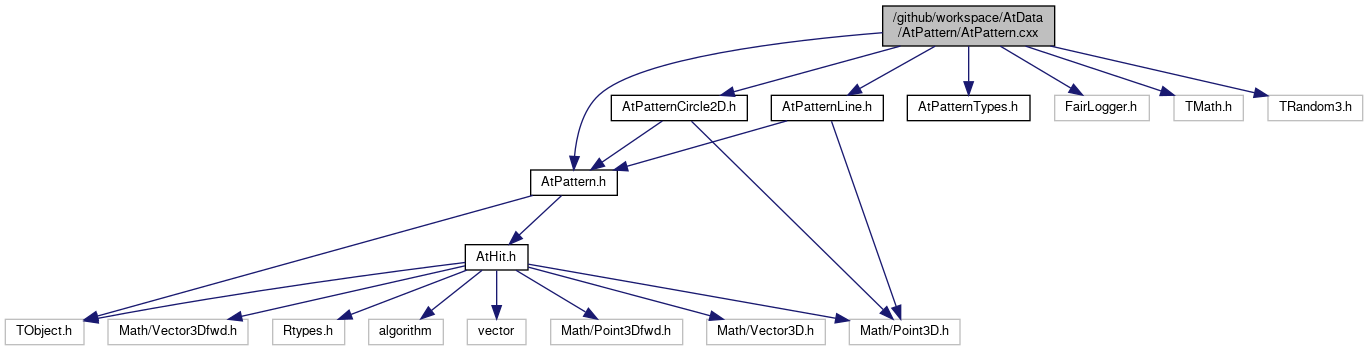 /github/workspace/AtData
/AtPattern/AtPattern.cxx
AtPatternCircle2D.h
AtPatternLine.h
AtPatternTypes.h
FairLogger.h
TMath.h
TRandom3.h
AtPattern.h
AtHit.h
TObject.h
Math/Vector3Dfwd.h
Rtypes.h
algorithm
vector
Math/Point3Dfwd.h
Math/Vector3D.h
Math/Point3D.h